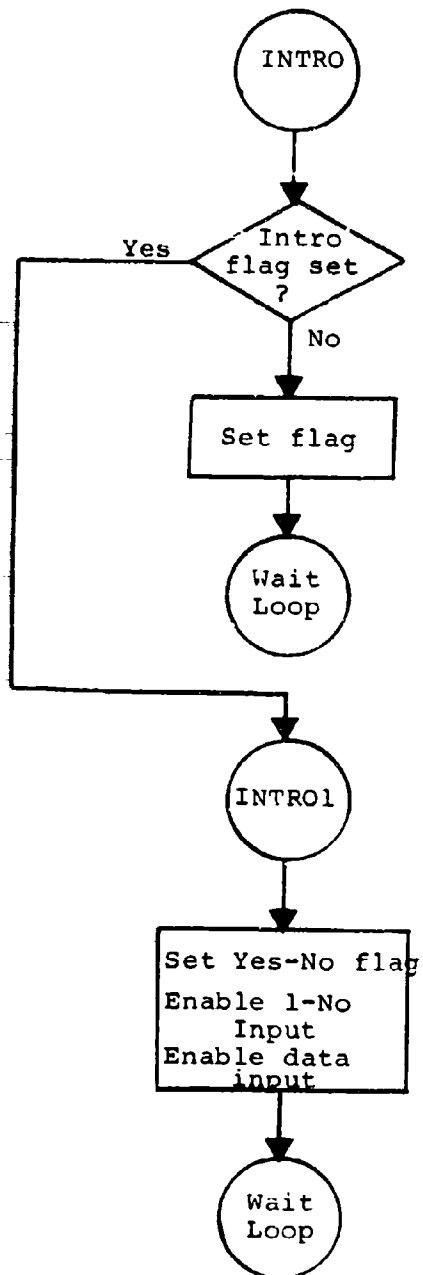 INTRO
Intro
flag set
?
Yes
No
Set flag
Wait
Loop
INTRO1
Set Yes-No flag
Enable 1-No
Input
Enable data
input
Wait
Loop